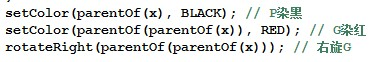 setColor(parentOf(x), BLACK); // P染黑
setColor(parentOf(parentOf(x)), RED); // G染红
rotateRight(parentOf(parentOf(x))); // 右旋G